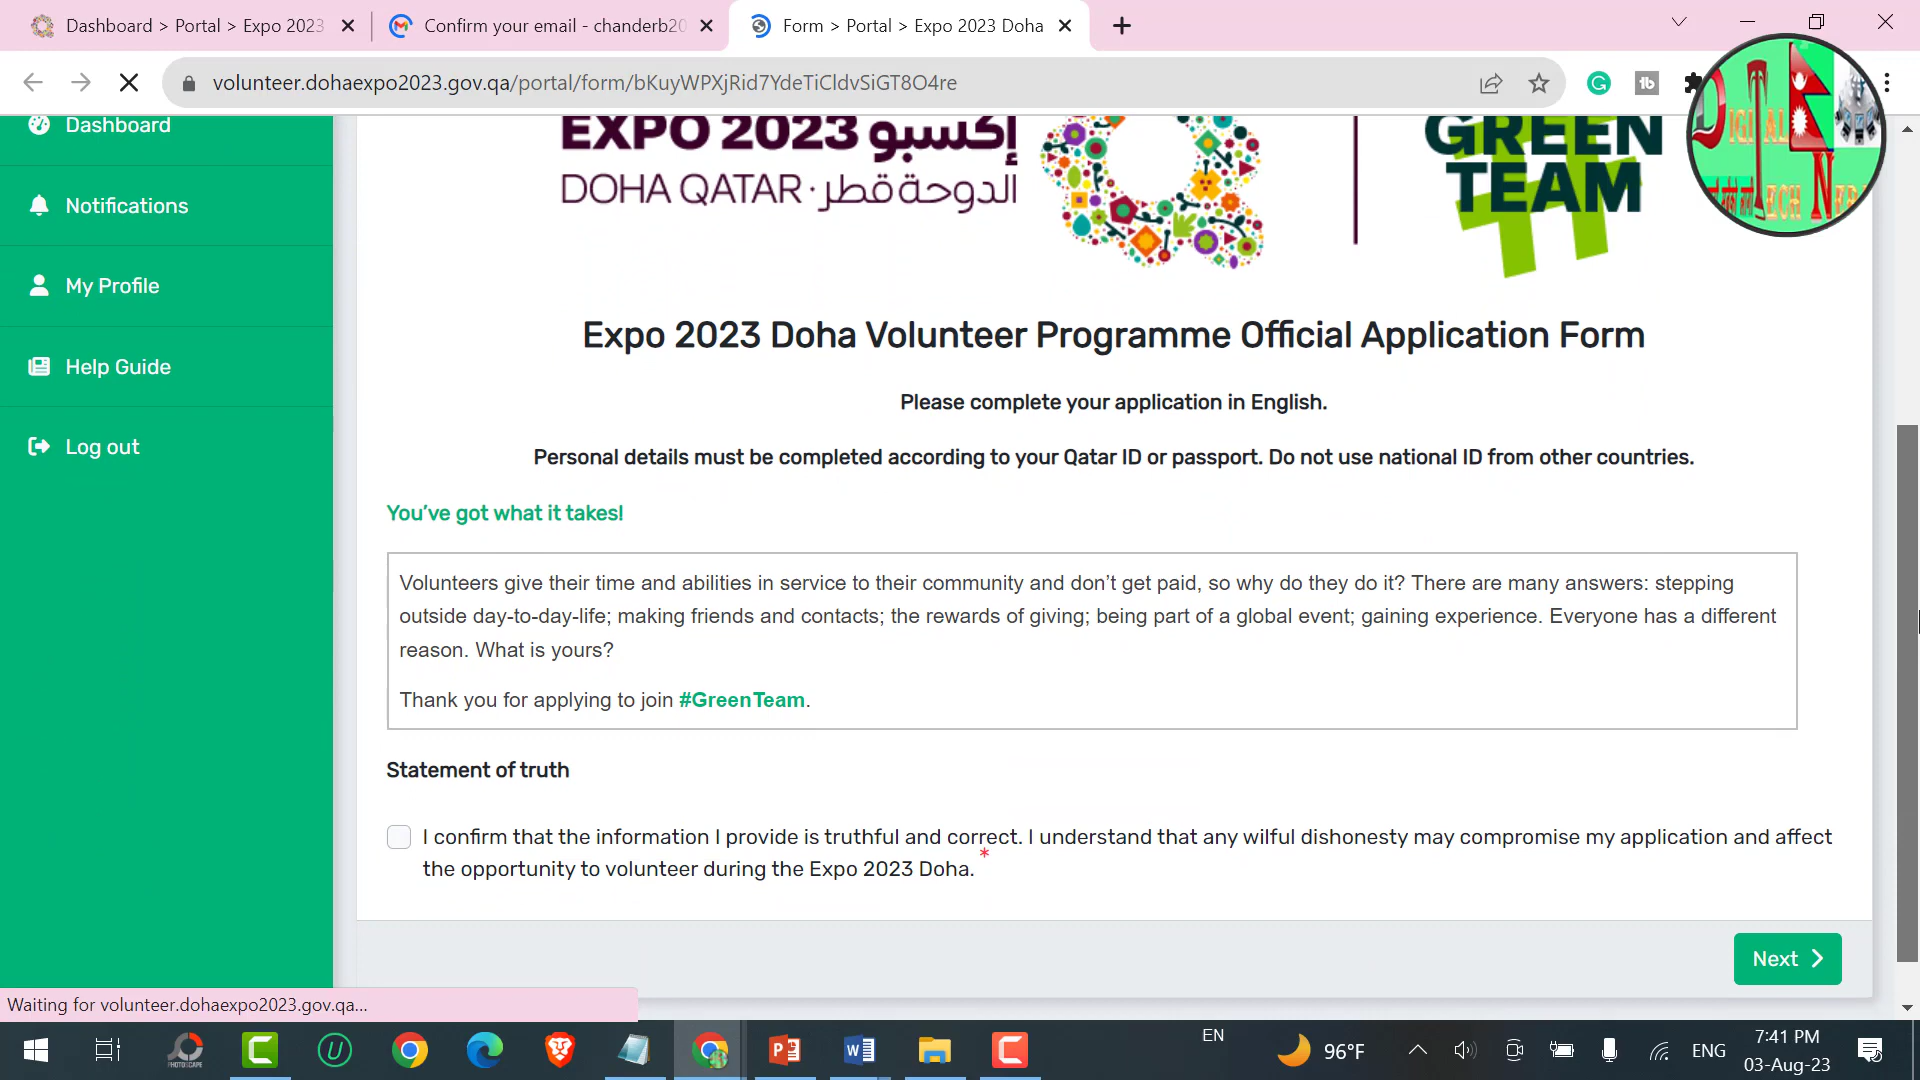 Dashboard > Portal > Expo 2023
Confirm your email - chanderb20
Form > Portal > Expo 2023 Doha
volunteer.dohaexpo2023.gov.qa/portal/form/bKuyWPXjRid7YdeTiCldvSiGT8O4re
Dashboard
Notifications
My Profile
Help Guide
Log out
EXPO 2023 إكسبو
DOHA QATAR · الدوحة قطر
GREEN
TEAM
DIGITAL
TECH NEPAL
Expo 2023 Doha Volunteer Programme Official Application Form
Please complete your application in English.
Personal details must be completed according to your Qatar ID or passport. Do not use national ID from other countries.
You’ve got what it takes!
Volunteers give their time and abilities in service to their community and don’t get paid, so why do they do it? There are many answers: stepping
outside day-to-day-life; making friends and contacts; the rewards of giving; being part of a global event; gaining experience. Everyone has a different
reason. What is yours?
Thank you for applying to join #GreenTeam.
Statement of truth
I confirm that the information I provide is truthful and correct. I understand that any wilful dishonesty may compromise my application and affect
the opportunity to volunteer during the Expo 2023 Doha. *
Next
Waiting for volunteer.dohaexpo2023.gov.qa...
PHOTOSCAPE
EN
96°F
ENG
7:41 PM
03-Aug-23